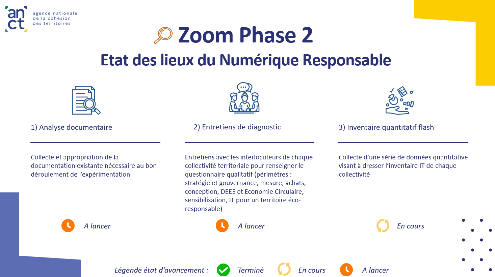 anct
agence nationale
de la cohésion
des territoires
Zoom Phase 2
Etat des lieux du Numérique Responsable
1) Analyse documentaire
2) Entretiens de diagnostic
3) Inventaire quantitatif flash
Collecte et appropriation de la
documentation existante nécessaire au bon
déroulement de l'expérimentation
Entretiens avec les interlocuteurs de chaque
collectivité territoriale pour renseigner le
questionnaire qualitatif (périmètres :
stratégie et gouvernance, mesure, achats,
conception, DEEE et Economie Circulaire,
sensibilisation, IT pour un territoire éco-
responsable)
Collecte d'une série de données quantitative
visant à dresser l'inventaire IT de chaque
collectivité
A lancer
A lancer
En cours
Légende état d'avancement :
Terminé
En cours
A lancer